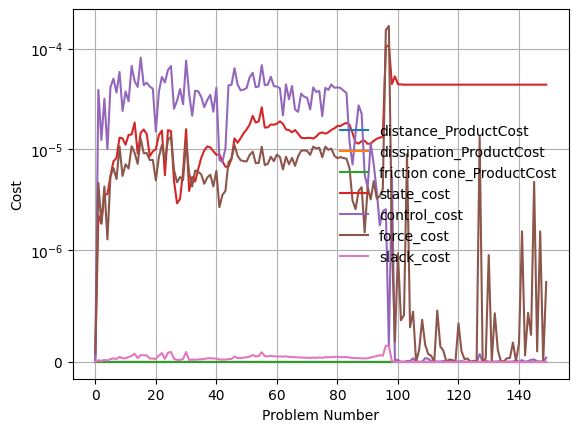 10⁻⁴
10⁻⁵
10⁻⁶
0
Cost
distance_ProductCost
dissipation_ProductCost
friction cone_ProductCost
state_cost
control_cost
force_cost
slack_cost
0 20 40 60 80 100 120 140
Problem Number